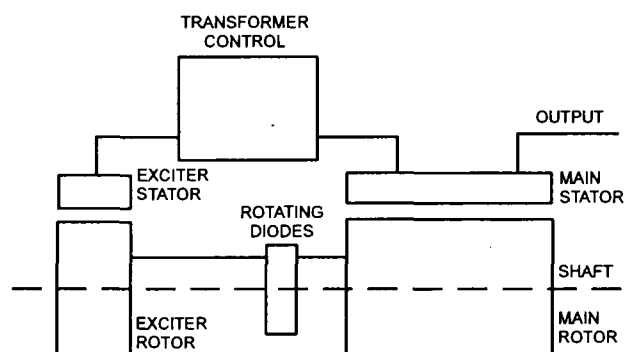 TRANSFORMER
CONTROL
OUTPUT
EXCITER
STATOR
MAIN
STATOR
ROTATING
DIODES
SHAFT
EXCITER
ROTOR
MAIN
ROTOR